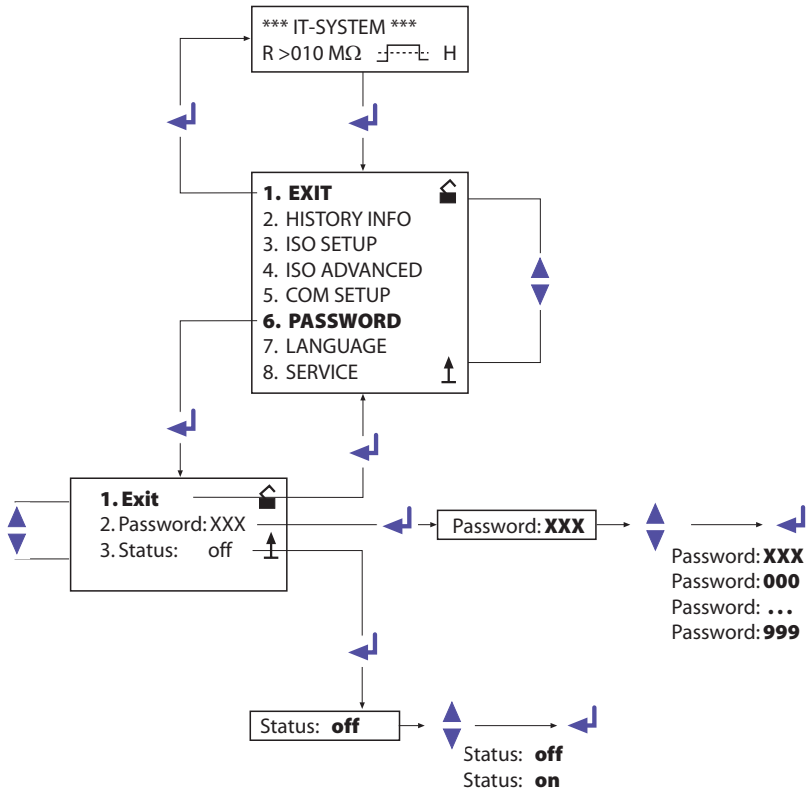 *** IT-SYSTEM ***
R >010 MΩ H
1. EXIT
2. HISTORY INFO
3. ISO SETUP
4. ISO ADVANCED
5. COM SETUP
6. PASSWORD
7. LANGUAGE
8. SERVICE
1. Exit
2. Password: XXX
3. Status: off
Password: XXX
Password: XXX
Password: 000
Password: ...
Password: 999
Status: off
Status: off
Status: on